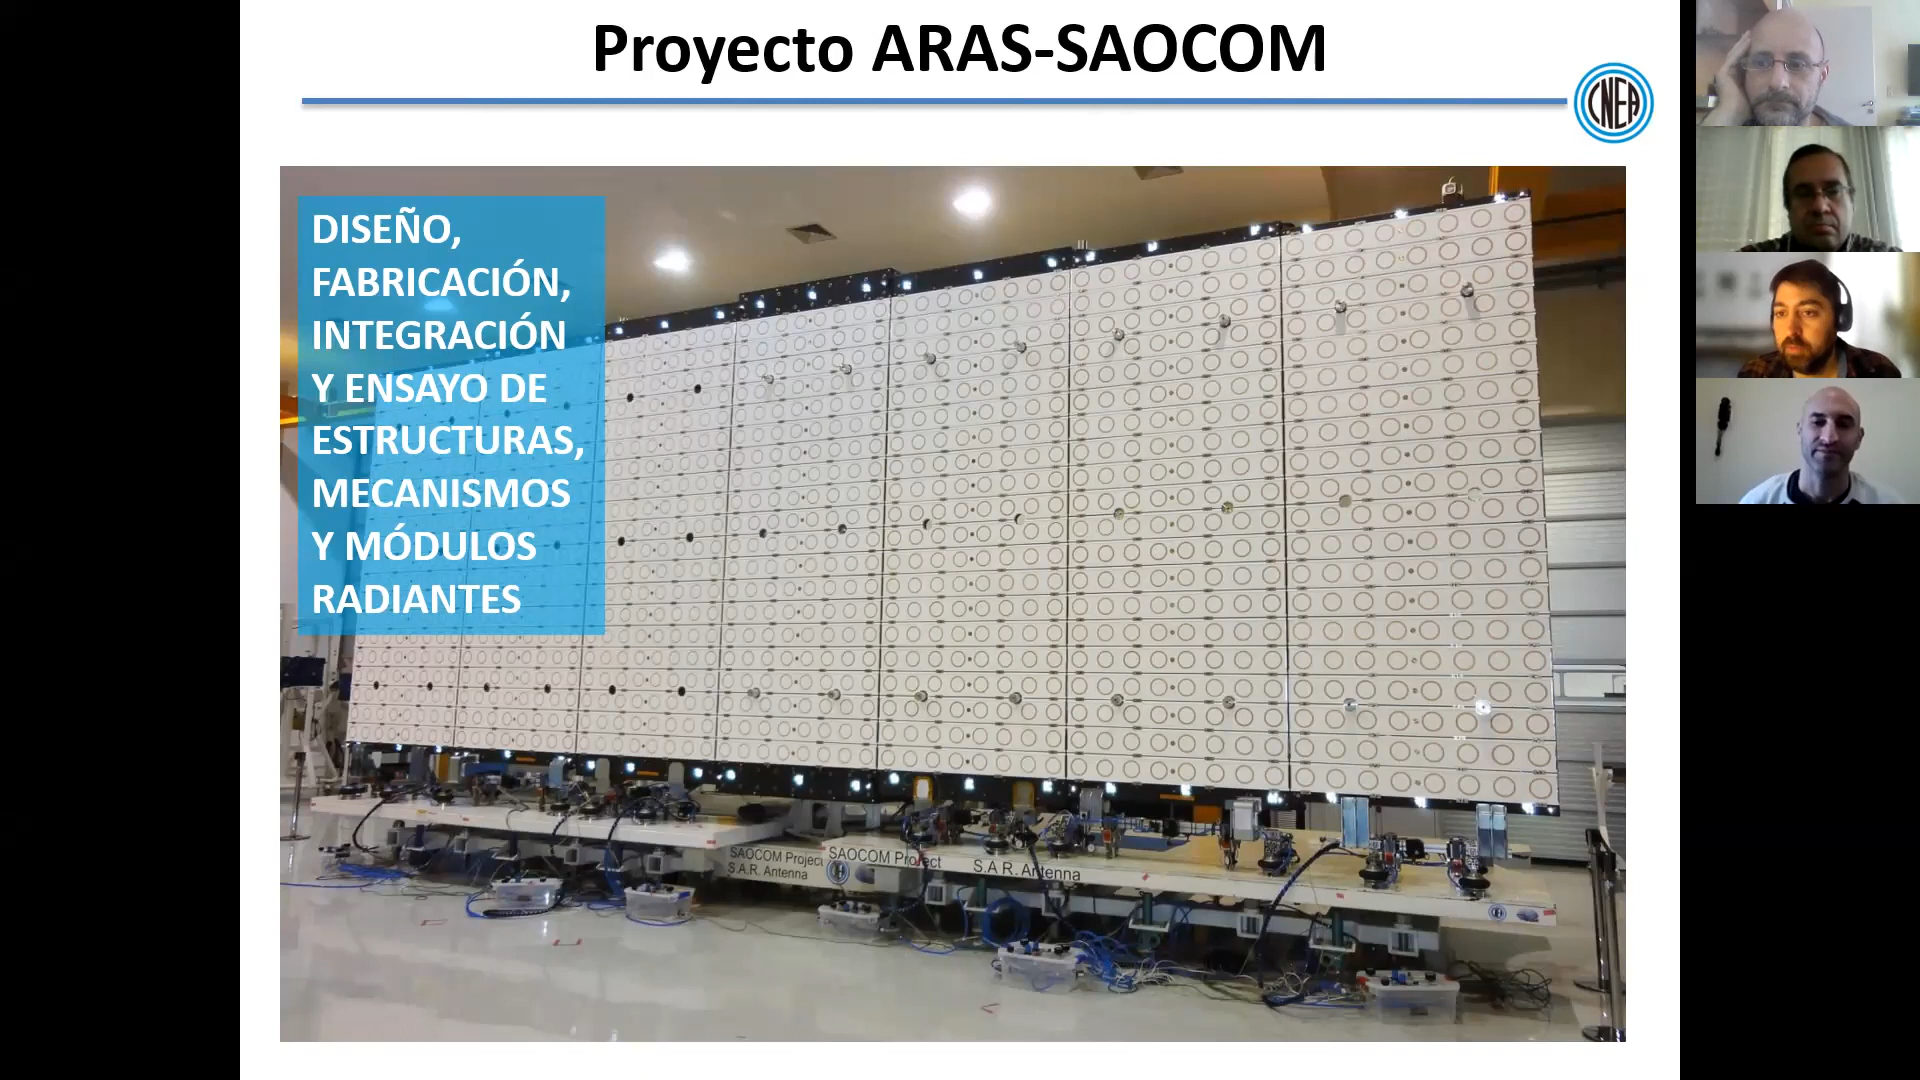 Proyecto ARAS-SAOCOM
CNEA
DISEÑO,
FABRICACIÓN,
INTEGRACIÓN
Y ENSAYO DE
ESTRUCTURAS,
MECANISMOS
Y MÓDULOS
RADIANTES
SAOCOM Project
S.A.R. Antenna
SAOCOM Project
S.A.R. Antenna